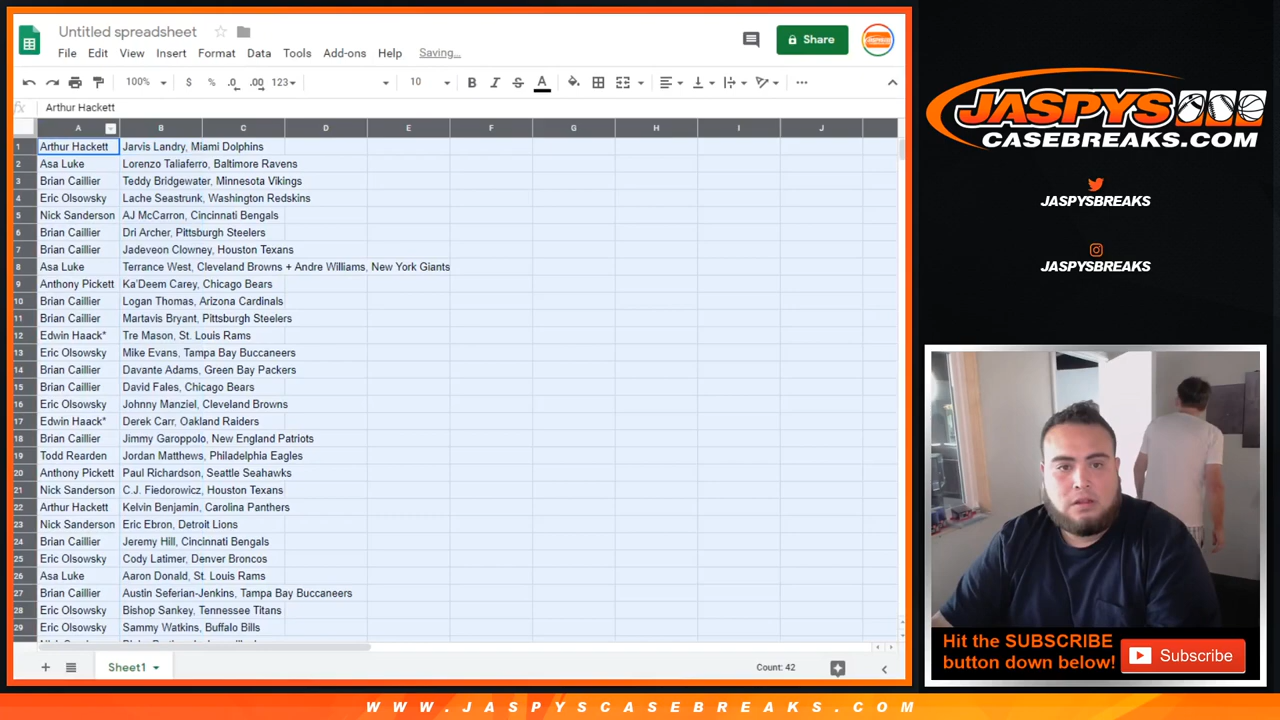 Untitled spreadsheet
File Edit View Insert Format Data Tools Add-ons Help Saving…
Share
100% $ % .0 .00 123 10 B I S A
fx Arthur Hackett
A B C D E F G H I J
1 Arthur Hackett Jarvis Landry, Miami Dolphins
2 Asa Luke Lorenzo Taliaferro, Baltimore Ravens
3 Brian Caillier Teddy Bridgewater, Minnesota Vikings
4 Eric Olsowsky Lache Seastrunk, Washington Redskins
5 Nick Sanderson AJ McCarron, Cincinnati Bengals
6 Brian Caillier Dri Archer, Pittsburgh Steelers
7 Brian Caillier Jadeveon Clowney, Houston Texans
8 Asa Luke Terrance West, Cleveland Browns + Andre Williams, New York Giants
9 Anthony Pickett Ka'Deem Carey, Chicago Bears
10 Brian Caillier Logan Thomas, Arizona Cardinals
11 Brian Caillier Martavis Bryant, Pittsburgh Steelers
12 Edwin Haack* Tre Mason, St. Louis Rams
13 Eric Olsowsky Mike Evans, Tampa Bay Buccaneers
14 Brian Caillier Davante Adams, Green Bay Packers
15 Brian Caillier David Fales, Chicago Bears
16 Eric Olsowsky Johnny Manziel, Cleveland Browns
17 Edwin Haack* Derek Carr, Oakland Raiders
18 Brian Caillier Jimmy Garoppolo, New England Patriots
19 Todd Rearden Jordan Matthews, Philadelphia Eagles
20 Anthony Pickett Paul Richardson, Seattle Seahawks
21 Nick Sanderson C.J. Fiedorowicz, Houston Texans
22 Arthur Hackett Kelvin Benjamin, Carolina Panthers
23 Nick Sanderson Eric Ebron, Detroit Lions
24 Brian Caillier Jeremy Hill, Cincinnati Bengals
25 Eric Olsowsky Cody Latimer, Denver Broncos
26 Asa Luke Aaron Donald, St. Louis Rams
27 Brian Caillier Austin Seferian-Jenkins, Tampa Bay Buccaneers
28 Eric Olsowsky Bishop Sankey, Tennessee Titans
29 Eric Olsowsky Sammy Watkins, Buffalo Bills
Sheet1 Count: 42
JASPYS
CASEBREAKS.COM
JASPYSBREAKS
JASPYSBREAKS
Hit the SUBSCRIBE
button down below!
Subscribe
WWW.JASPYSCASEBREAKS.COM